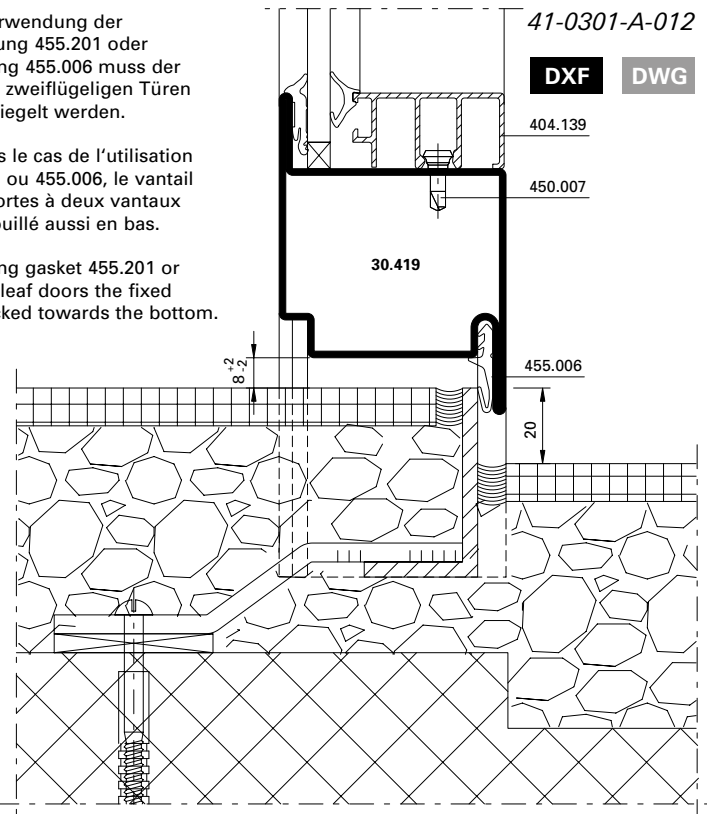 rwendung der
ung 455.201 oder
ng 455.006 muss der
zweiflügeligen Türen
iegelt werden.
s le cas de l'utilisation
ou 455.006, le vantail
ortes à deux vantaux
ouillé aussi en bas.
ng gasket 455.201 or
leaf doors the fixed
cked towards the bottom.
41-0301-A-012
DXF DWG
404.139
450.007
30.419
455.006
8 +2 -2
20